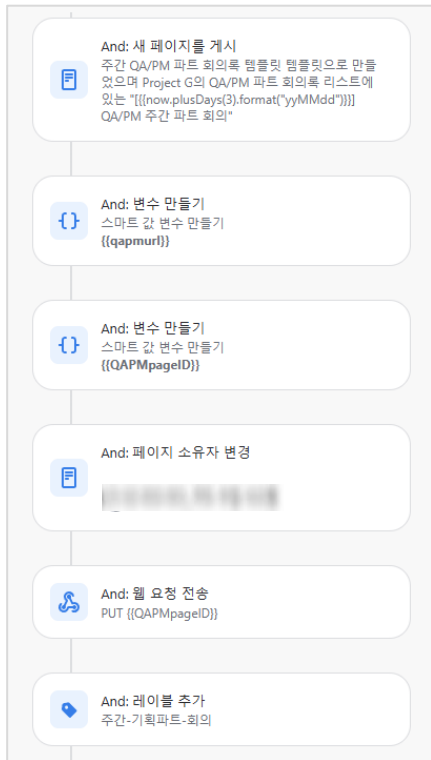 And: 새 페이지를 게시
주간 QA/PM 파트 회의록 템플릿 템플릿으로 만들
었으며 Project G의 QA/PM 파트 회의록 리스트에
있는 "[{{now.plusDays(3).format("yyMMdd")}}]
QA/PM 주간 파트 회의"
And: 변수 만들기
스마트 값 변수 만들기
{{qapmurl}}
And: 변수 만들기
스마트 값 변수 만들기
{{QAPMpageID}}
And: 페이지 소유자 변경
And: 웹 요청 전송
PUT {{QAPMpageID}}
And: 레이블 추가
주간-기획파트-회의